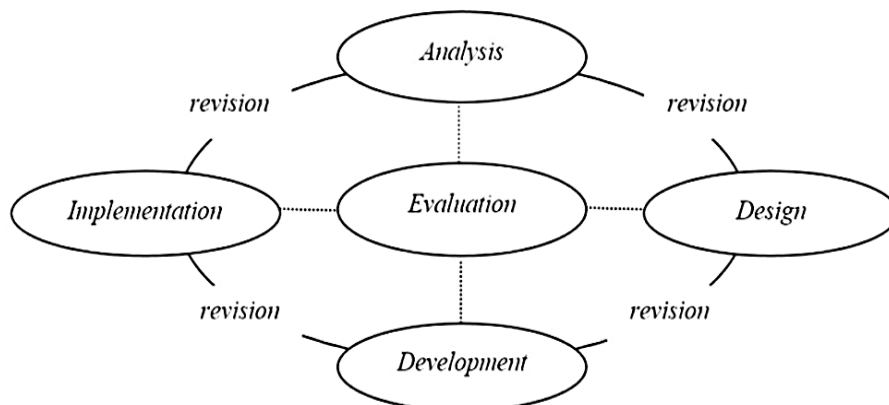 Analysis
revision
revision
Implementation
Evaluation
Design
revision
revision
Development